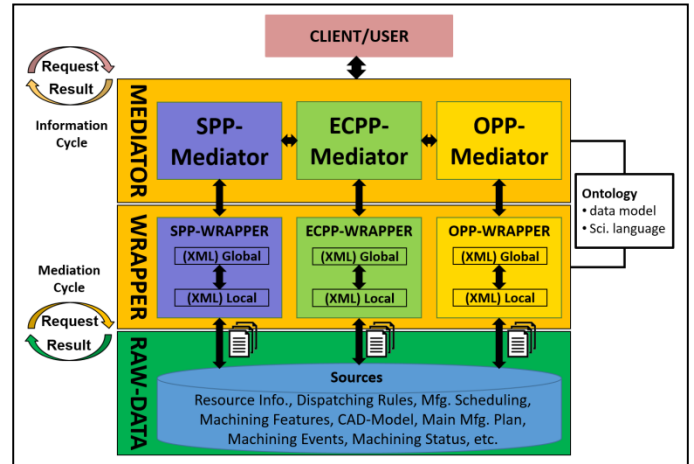 CLIENT/USER
Request
Result
Information
Cycle
MEDIATOR
SPP-
Mediator
ECPP-
Mediator
OPP-
Mediator
Ontology
• data model
• Sci. language
WRAPPER
SPP-WRAPPER
(XML) Global
(XML) Local
ECPP-WRAPPER
(XML) Global
(XML) Local
OPP-WRAPPER
(XML) Global
(XML) Local
Mediation
Cycle
Request
Result
RAW-DATA
Sources
Resource Info., Dispatching Rules, Mfg. Scheduling,
Machining Features, CAD-Model, Main Mfg. Plan,
Machining Events, Machining Status, etc.